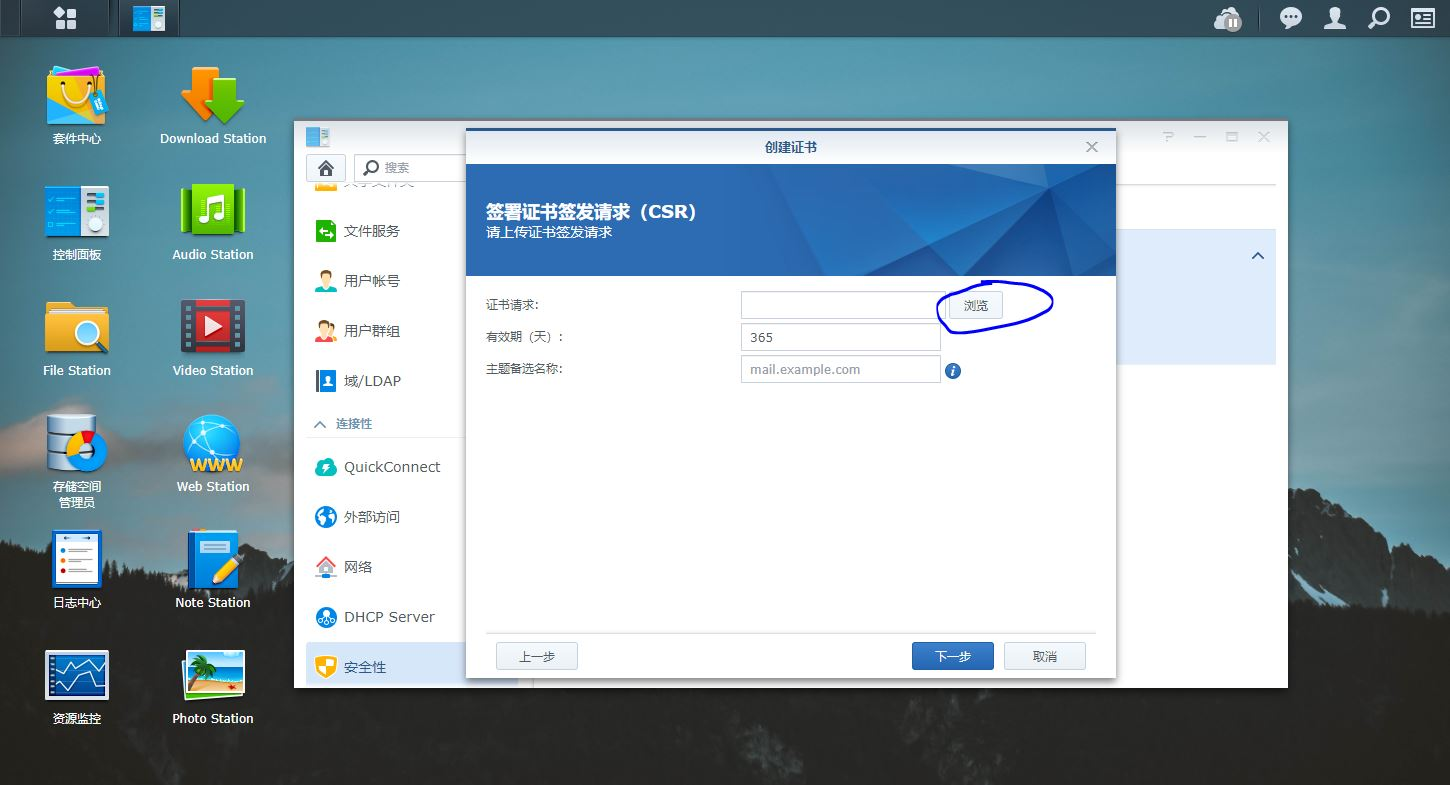 套件中心
Download Station
控制面板
Audio Station
File Station
Video Station
存储空间
管理员
WWW
Web Station
日志中心
Note Station
资源监控
Photo Station
搜索
文件服务
用户帐号
用户群组
域/LDAP
连接性
QuickConnect
外部访问
网络
DHCP Server
安全性
创建证书
签署证书签发请求（CSR）
请上传证书签发请求
证书请求:
浏览
有效期（天）:
365
主题备选名称:
mail.example.com
上一步
下一步
取消